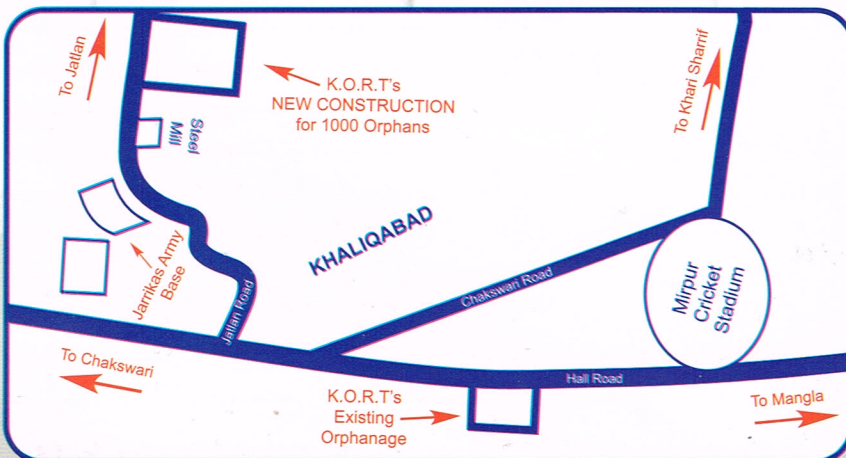 To Jatlan
K.O.R.T's
NEW CONSTRUCTION
for 1000 Orphans
To Khari Sharrif
Steel
Mill
KHALIQABAD
Jarrikas Army
Base
Jatlan Road
Chakswari Road
Mirpur
Cricket
Stadium
To Chakswari
Hall Road
K.O.R.T's
Existing
Orphanage
To Mangla